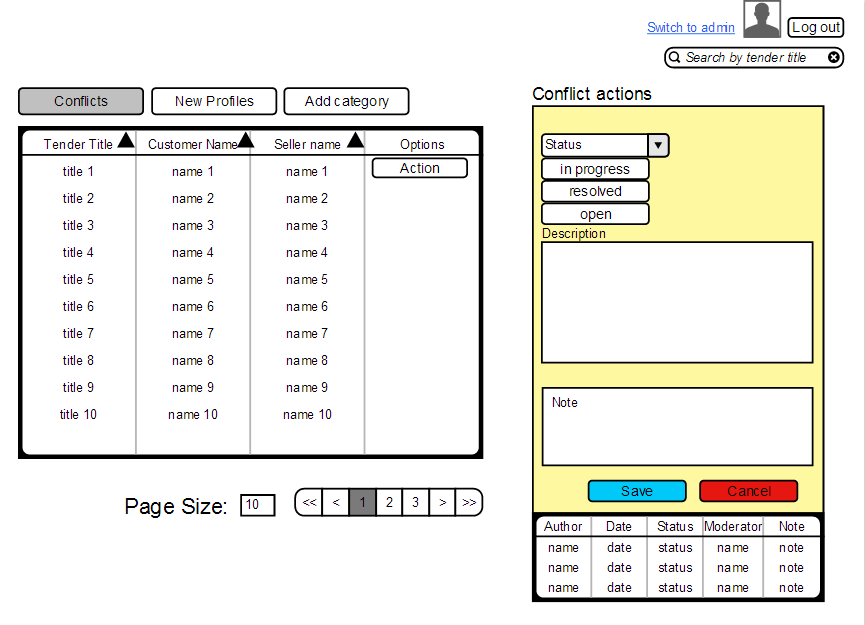 Switch to admin
Log out
Search by tender title
Conflicts New Profiles Add category
Tender Title Customer Name Seller name Options
title 1 name 1 name 1 Action
title 2 name 2 name 2
title 3 name 3 name 3
title 4 name 4 name 4
title 5 name 5 name 5
title 6 name 6 name 6
title 7 name 7 name 7
title 8 name 8 name 8
title 9 name 9 name 9
title 10 name 10 name 10
Page Size: 10 << < 1 2 3 > >>
Conflict actions
Status
in progress
resolved
open
Description
Note
Save Cancel
Author Date Status Moderator Note
name date status name note
name date status name note
name date status name note